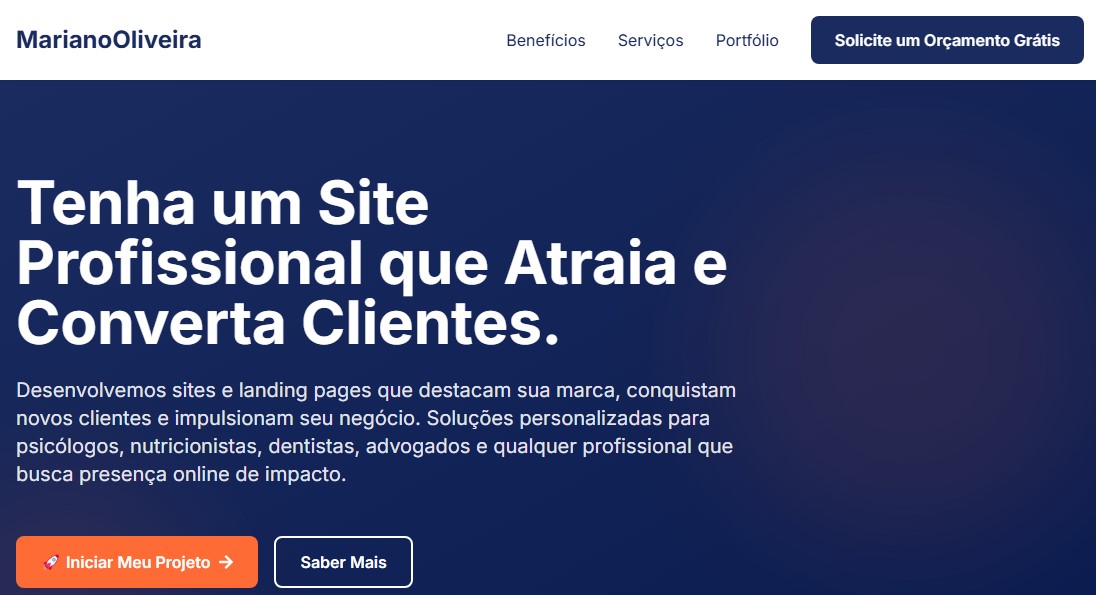 MarianoOliveira
Benefícios
Serviços
Portfólio
Solicite um Orçamento Grátis
Tenha um Site
Profissional que Atraia e
Converta Clientes.
Desenvolvemos sites e landing pages que destacam sua marca, conquistam
novos clientes e impulsionam seu negócio. Soluções personalizadas para
psicólogos, nutricionistas, dentistas, advogados e qualquer profissional que
busca presença online de impacto.
🚀 Iniciar Meu Projeto →
Saber Mais